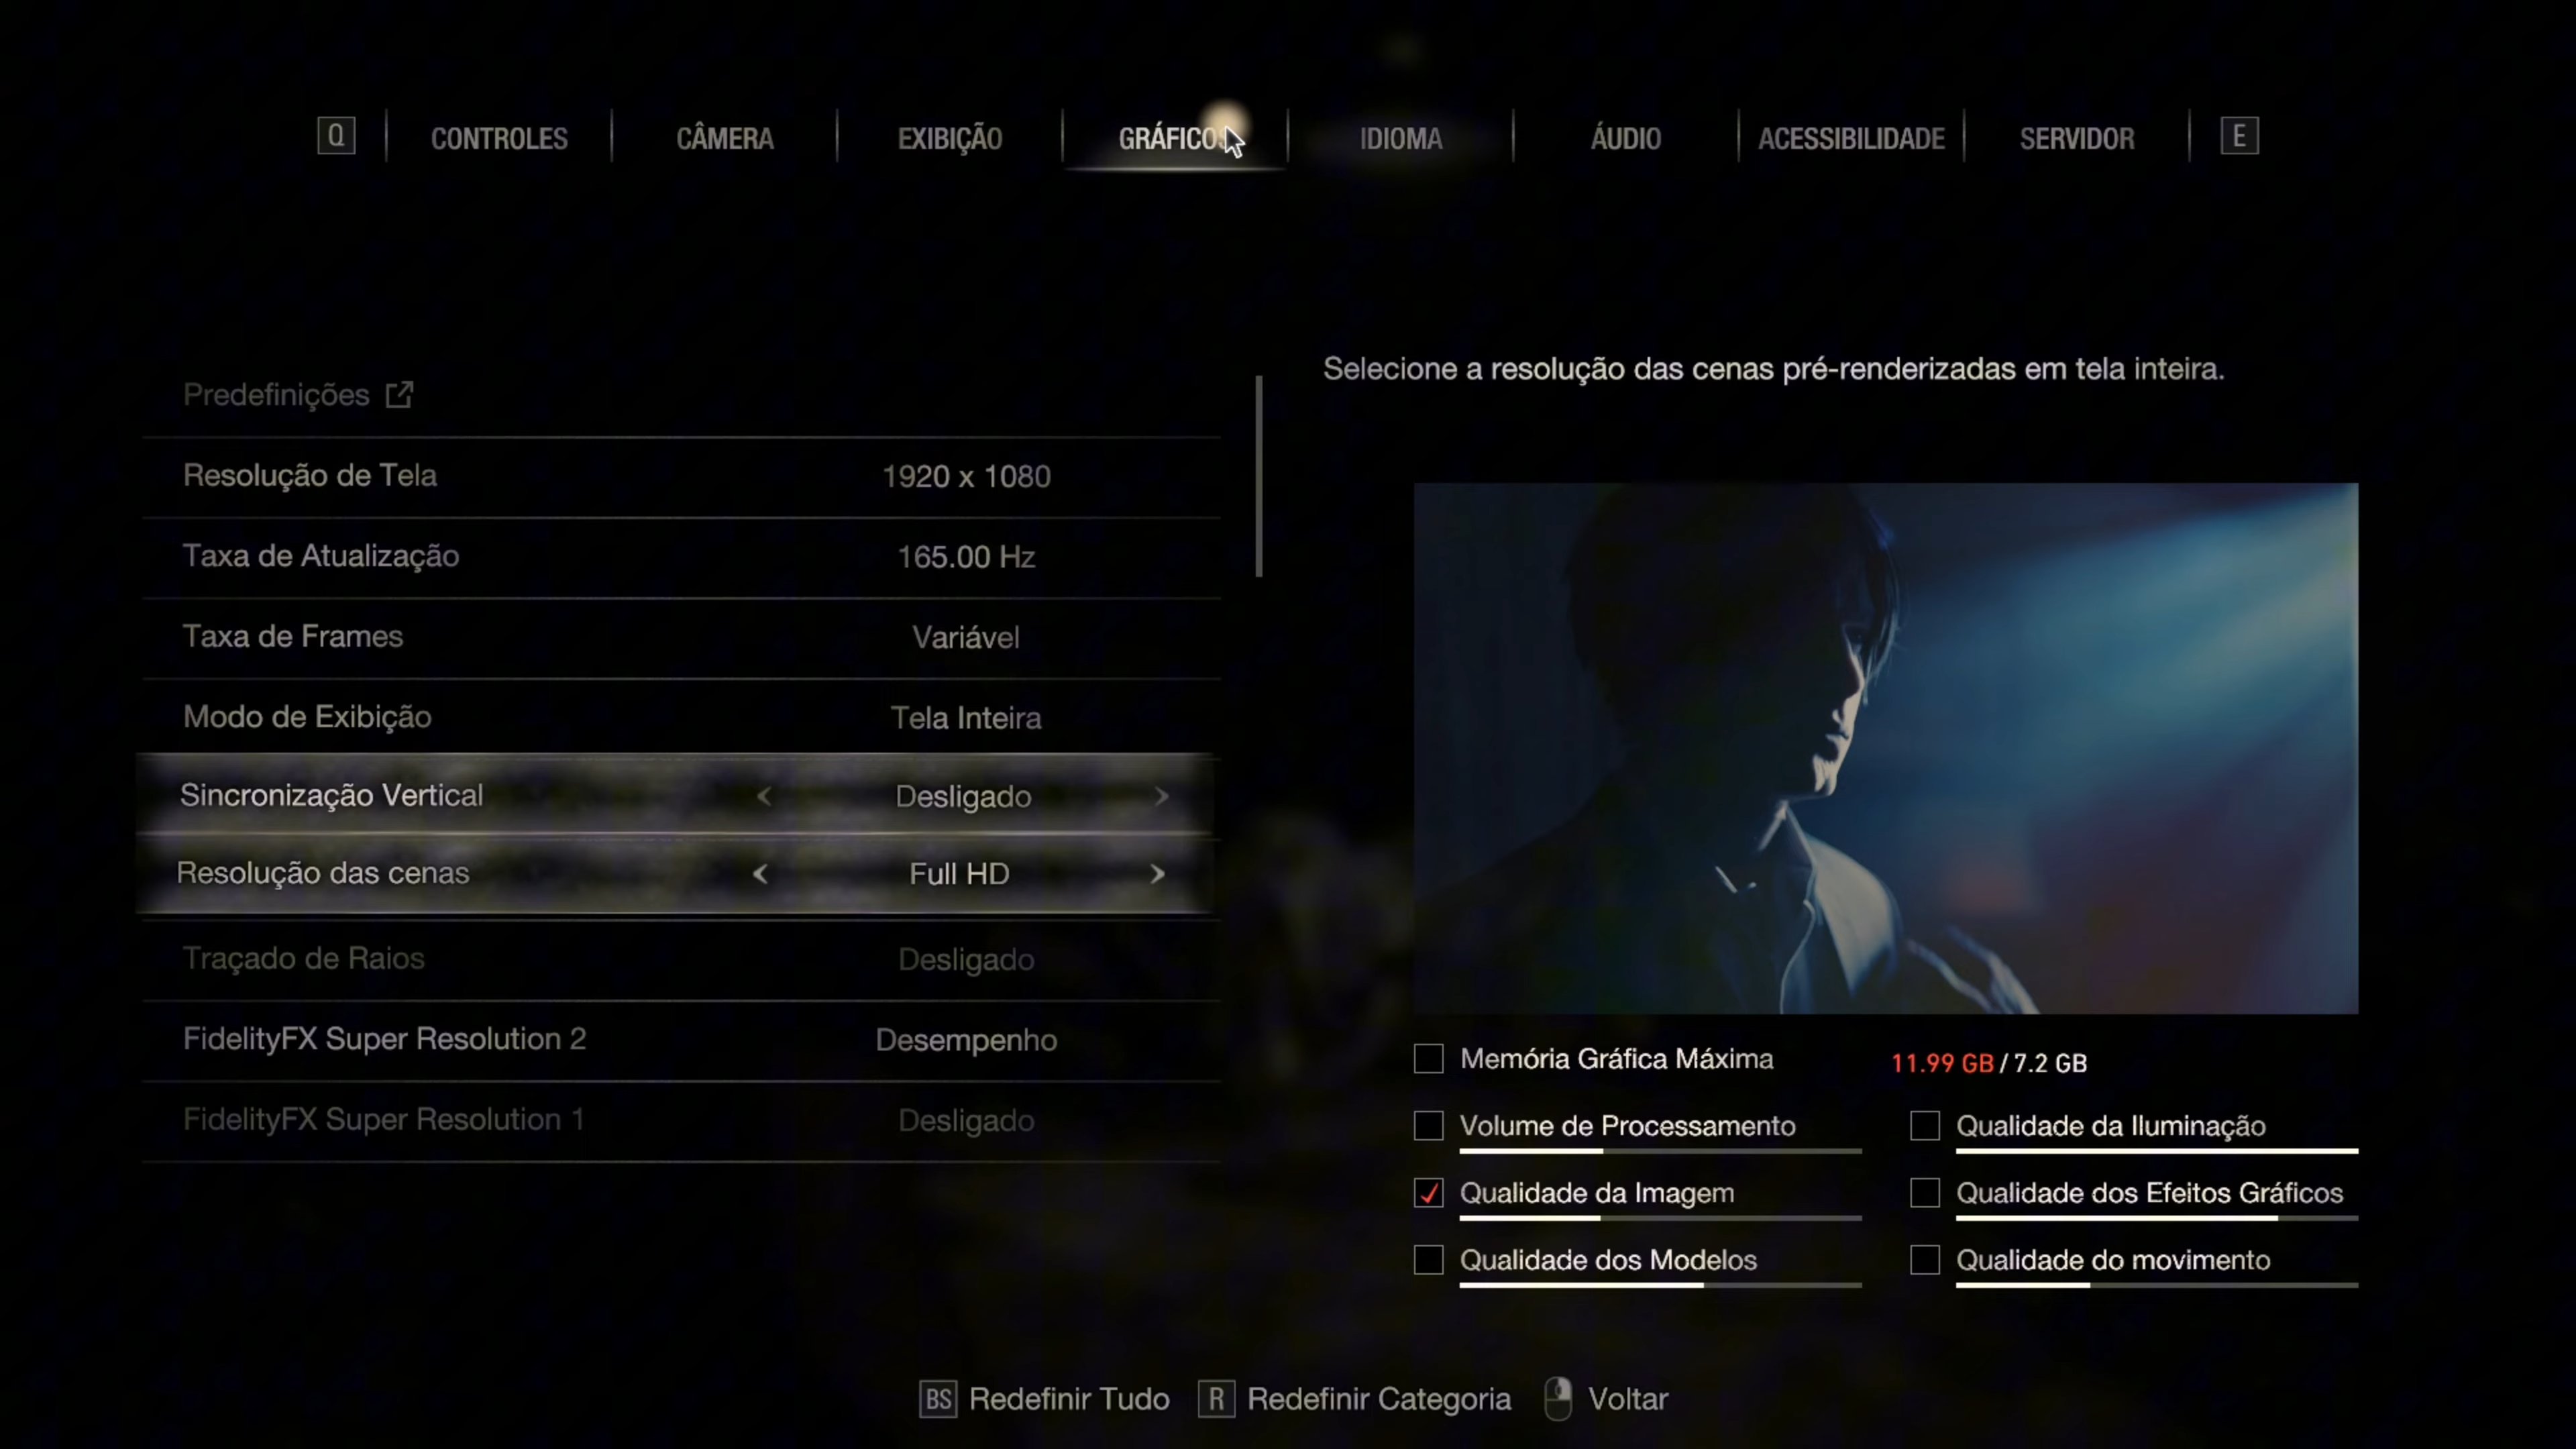 Q CONTROLES CÂMERA EXIBIÇÃO GRÁFICOS IDIOMA ÁUDIO ACESSIBILIDADE SERVIDOR E
Predefinições
Resolução de Tela 1920 x 1080
Taxa de Atualização 165.00 Hz
Taxa de Frames Variável
Modo de Exibição Tela Inteira
Sincronização Vertical < Desligado >
Resolução das cenas < Full HD >
Traçado de Raios Desligado
FidelityFX Super Resolution 2 Desempenho
FidelityFX Super Resolution 1 Desligado
Selecione a resolução das cenas pré-renderizadas em tela inteira.
Memória Gráfica Máxima 11.99 GB / 7.2 GB
Volume de Processamento Qualidade da Iluminação
Qualidade da Imagem Qualidade dos Efeitos Gráficos
Qualidade dos Modelos Qualidade do movimento
BS Redefinir Tudo R Redefinir Categoria Voltar